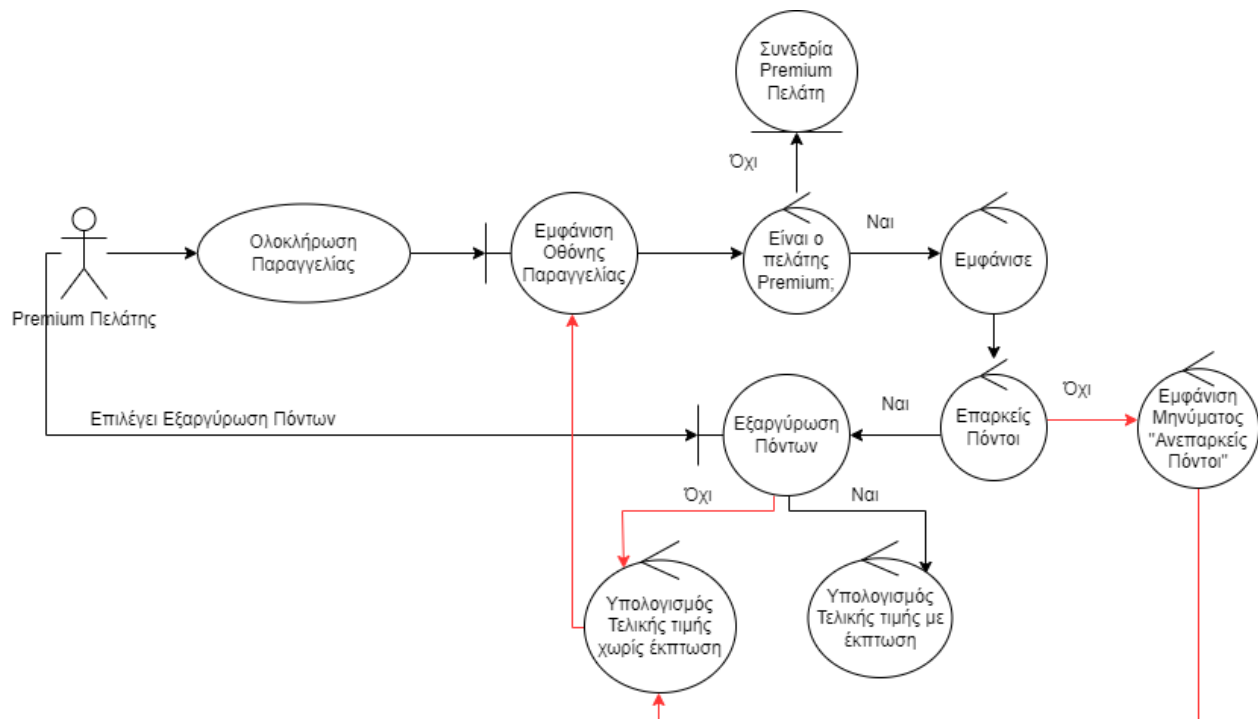 Συνεδρία
Premium
Πελάτη
Όχι
Ναι
Ολοκλήρωση
Παραγγελίας
Εμφάνιση
Οθόνης
Παραγγελίας
Είναι ο
πελάτης
Premium;
Εμφάνισε
Premium Πελάτης
Επιλέγει Εξαργύρωση Πόντων
Εξαργύρωση
Πόντων
Ναι
Επαρκείς
Πόντοι
Όχι
Εμφάνιση
Μηνύματος
"Ανεπαρκείς
Πόντοι"
Όχι
Ναι
Υπολογισμός
Τελικής τιμής
χωρίς έκπτωση
Υπολογισμός
Τελικής τιμής με
έκπτωση